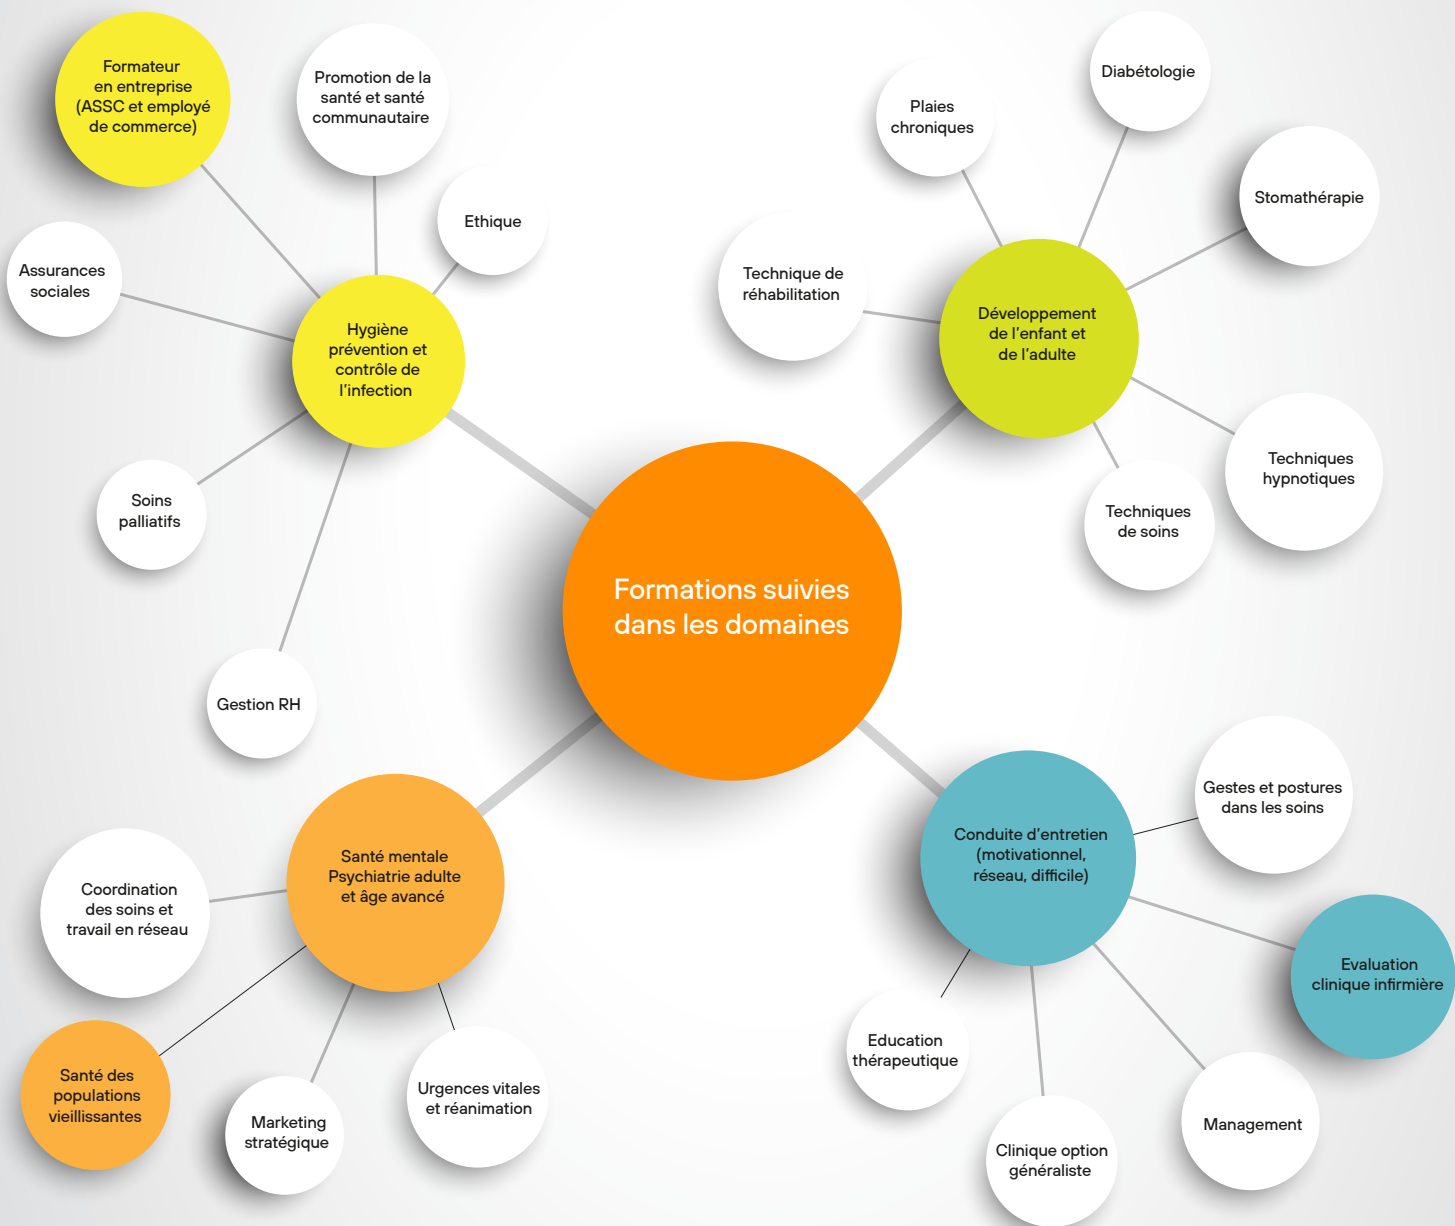 Formateur
en entreprise
(ASSC et employé
de commerce)
Promotion de la
santé et santé
communautaire
Ethique
Assurances
sociales
Hygiène
prévention et
contrôle de
l'infection
Soins
palliatifs
Gestion RH
Plaies
chroniques
Diabétologie
Stomathérapie
Technique de
réhabilitation
Développement
de l'enfant et
de l'adulte
Techniques
hypnotiques
Techniques
de soins
Formations suivies
dans les domaines
Santé mentale
Psychiatrie adulte
et âge avancé
Coordination
des soins et
travail en réseau
Santé des
populations
vieillissantes
Marketing
stratégique
Urgences vitales
et réanimation
Conduite d'entretien
(motivationnel,
réseau, difficile)
Gestes et postures
dans les soins
Evaluation
clinique infirmière
Education
thérapeutique
Clinique option
généraliste
Management